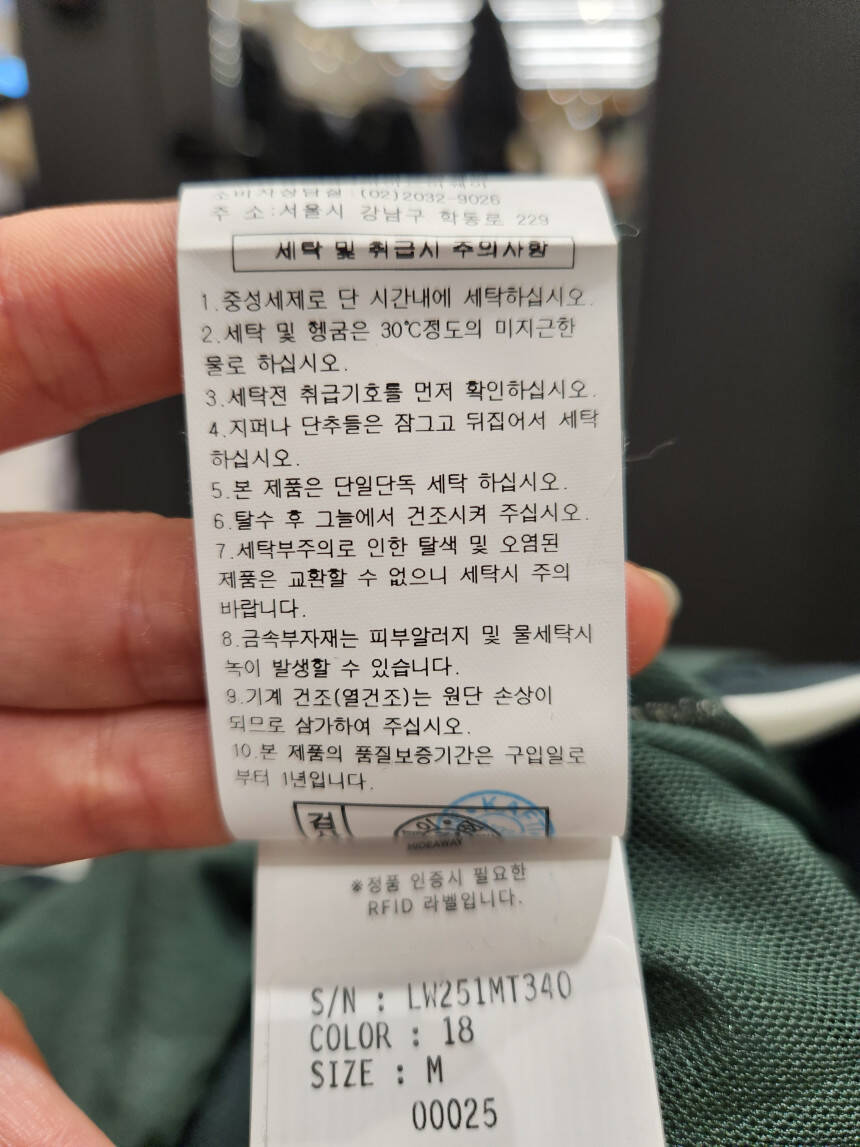 소비자상담실:(02)2032-9026
주 소:서울시 강남구 학동로 229
세탁 및 취급시 주의사항
1.중성세제로 단 시간내에 세탁하십시오.
2.세탁 및 헹굼은 30℃정도의 미지근한
물로 하십시오.
3.세탁전 취급기호를 먼저 확인하십시오.
4.지퍼나 단추들은 잠그고 뒤집어서 세탁
하십시오.
5.본 제품은 단일단독 세탁 하십시오.
6.탈수 후 그늘에서 건조시켜 주십시오.
7.세탁부주의로 인한 탈색 및 오염된
제품은 교환할 수 없으니 세탁시 주의
바랍니다.
8.금속부자재는 피부알러지 및 물세탁시
녹이 발생할 수 있습니다.
9.기계 건조(열건조)는 원단 손상이
되므로 삼가하여 주십시오.
10.본 제품의 품질보증기간은 구입일로
부터 1년입니다.
HIDEAWAY
※정품 인증시 필요한
RFID 라벨입니다.
S/N : LW251MT340
COLOR : 18
SIZE : M
00025